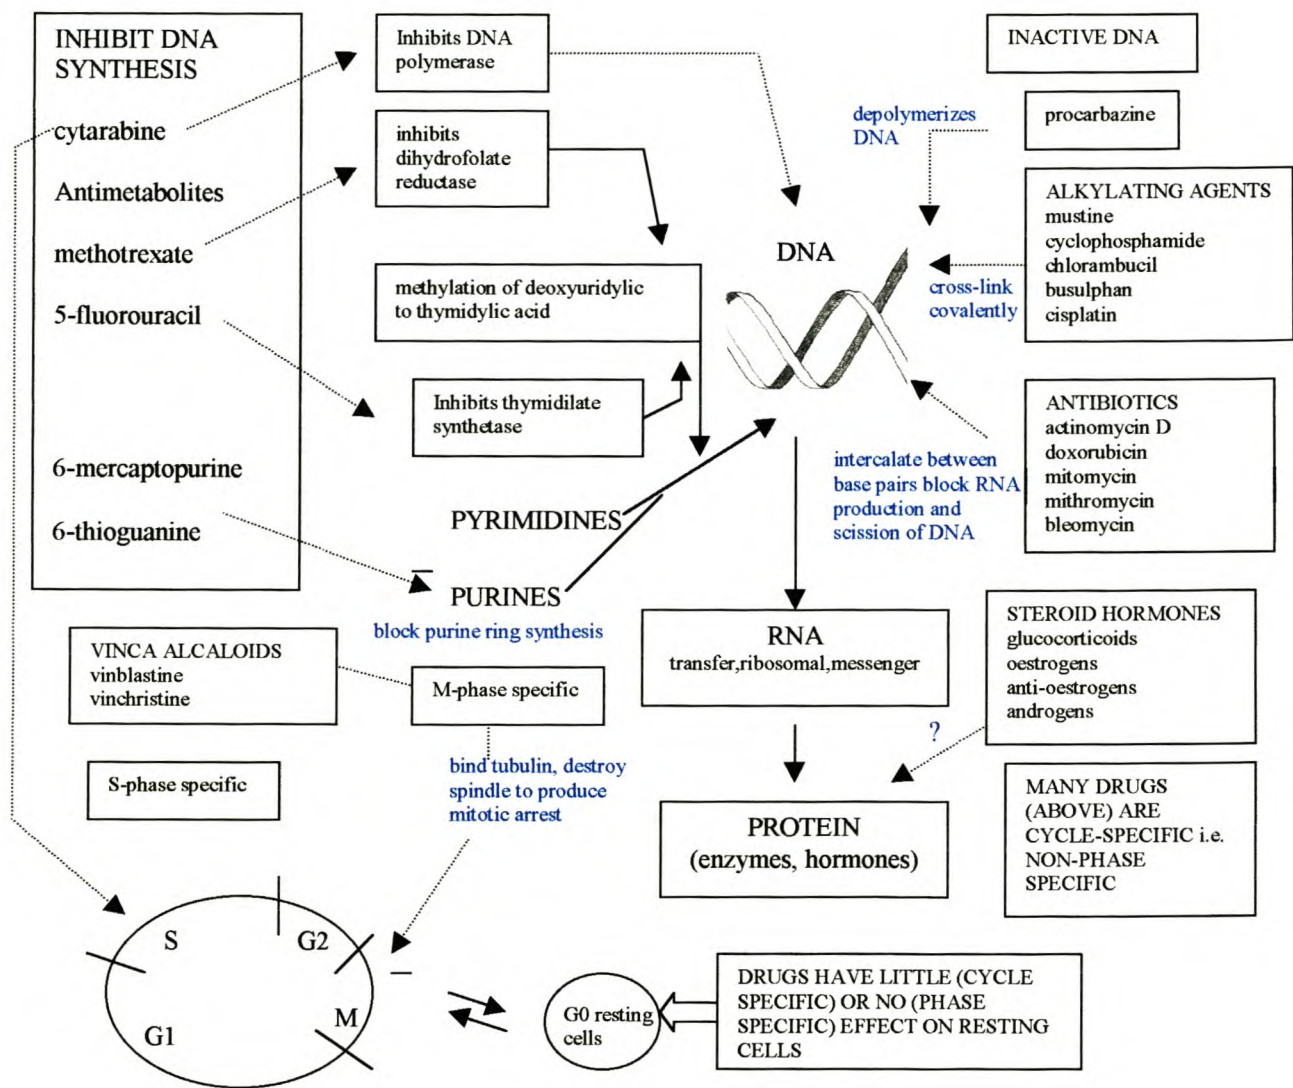 INHIBIT DNA
SYNTHESIS
cytarabine
Antimetabolites
methotrexate
5-fluorouracil
6-mercaptopurine
6-thioguanine
Inhibits DNA
polymerase
inhibits
dihydrofolate
reductase
methylation of deoxyuridylic
to thymidylic acid
Inhibits thymidilate
synthetase
PYRIMIDINES
PURINES
block purine ring synthesis
DNA
INACTIVE DNA
procarbazine
depolymerizes
DNA
ALKYLATING AGENTS
mustine
cyclophosphamide
chlorambucil
busulphan
cisplatin
cross-link
covalently
ANTIBIOTICS
actinomycin D
doxorubicin
mitomycin
mithromycin
bleomycin
intercalate between
base pairs block RNA
production and
scission of DNA
VINCA ALCALOIDS
vinblastine
vinchristine
M-phase specific
RNA
transfer,ribosomal,messenger
STEROID HORMONES
glucocorticoids
oestrogens
anti-oestrogens
androgens
?
S-phase specific
bind tubulin, destroy
spindle to produce
mitotic arrest
PROTEIN
(enzymes, hormones)
MANY DRUGS
(ABOVE) ARE
CYCLE-SPECIFIC i.e.
NON-PHASE
SPECIFIC
S
G2
G1
M
G0 resting
cells
DRUGS HAVE LITTLE (CYCLE
SPECIFIC) OR NO (PHASE
SPECIFIC) EFFECT ON RESTING
CELLS